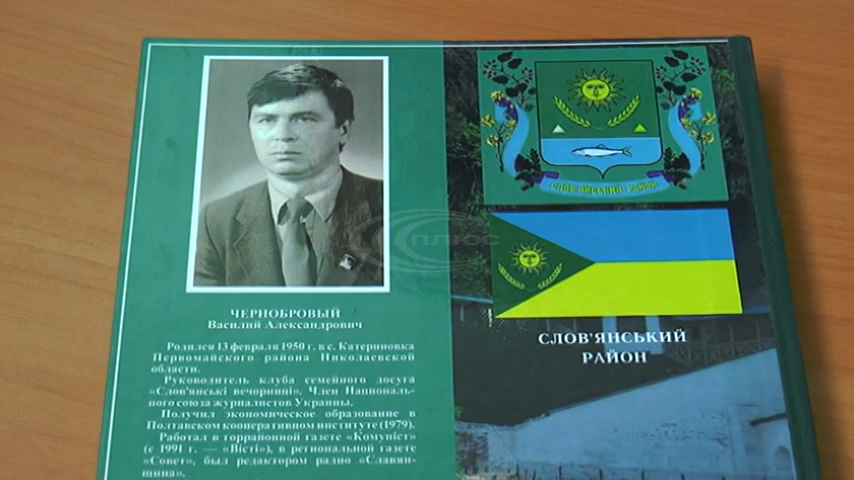 ЧЕРНОБРОВЫЙ
Василий Александрович
Родился 13 февраля 1950 г. в с. Катериновка
Первомайского района Николаевской
области.
Руководитель клуба семейного досуга
«Слов'янські вечорниці». Член Националь-
ного союза журналистов Украины.
Получил экономическое образование в
Полтавском кооперативном институте (1979).
Работал в горрайонной газете «Комуніст»
(с 1991 г. — «Вісті»), в региональной газете
«Совет», был редактором радио «Славян-
щина».
СЛОВ'ЯНСЬКИЙ РАЙОН
СЛОВ'ЯНСЬКИЙ
РАЙОН
ПЛЮС